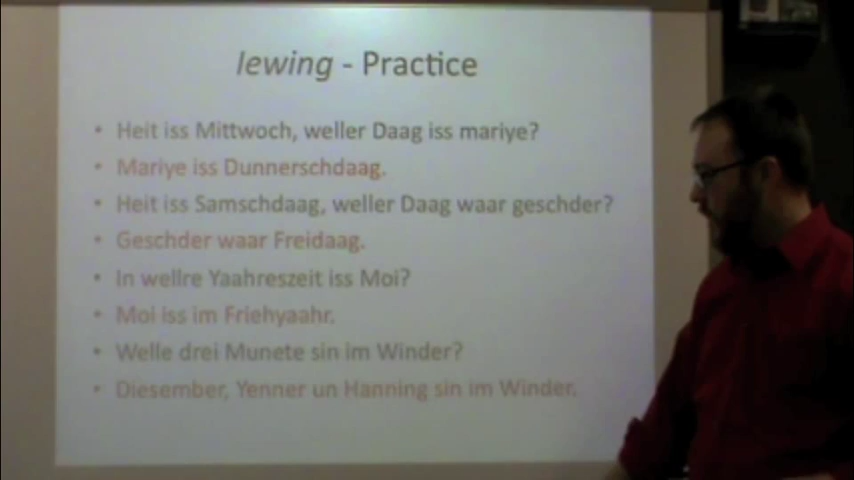 Iewing - Practice
• Heit iss Mittwoch, weller Daag iss mariye?
• Mariye iss Dunnerschdaag.
• Heit iss Samschdaag, weller Daag waar geschder?
• Geschder waar Freidaag.
• In wellre Yaahreszeit iss Moi?
• Moi iss im Friehyaahr.
• Welle drei Munete sin im Winder?
• Diesember, Yenner un Hanning sin im Winder.